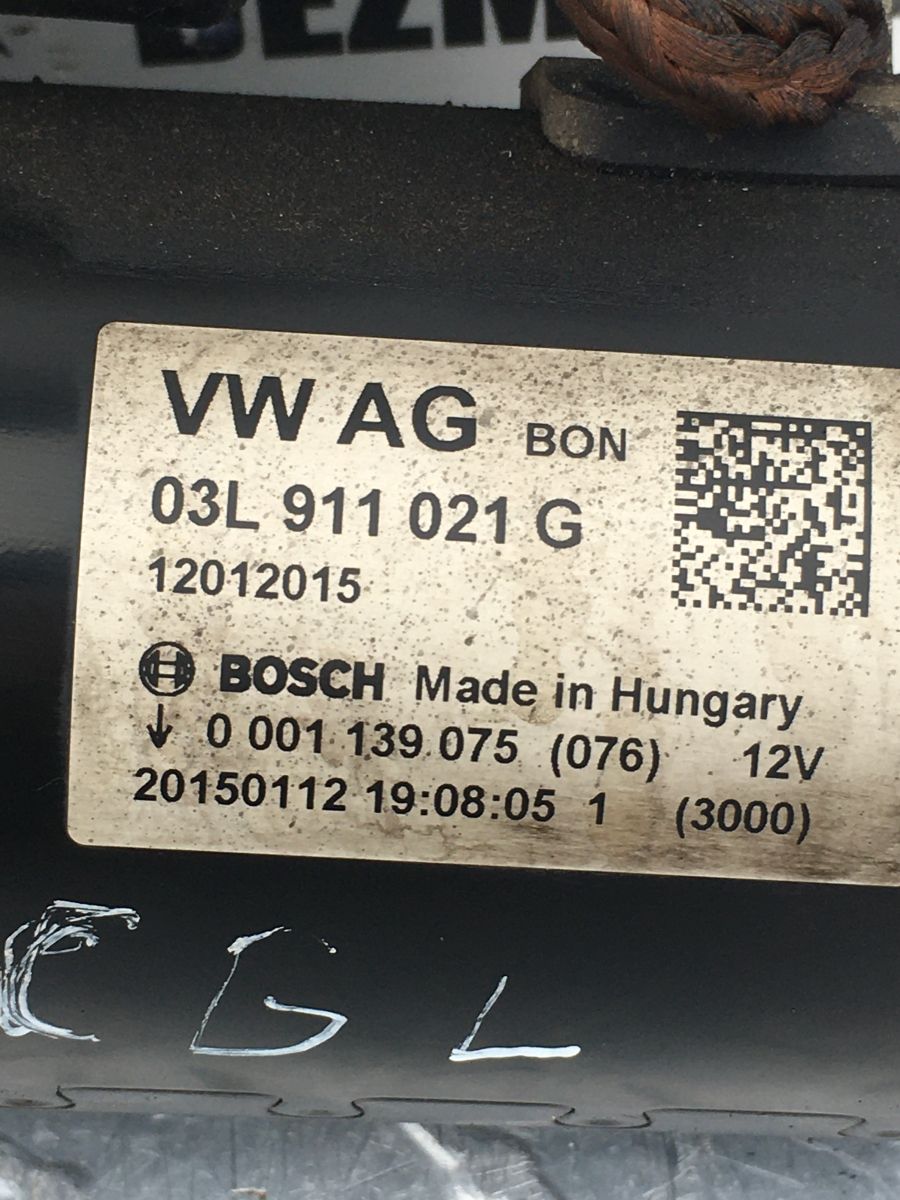 VW AG BON
03L 911 021 G
12012015
BOSCH Made in Hungary
↓ 0 001 139 075 (076) 12V
20150112 19:08:05 1 (3000)